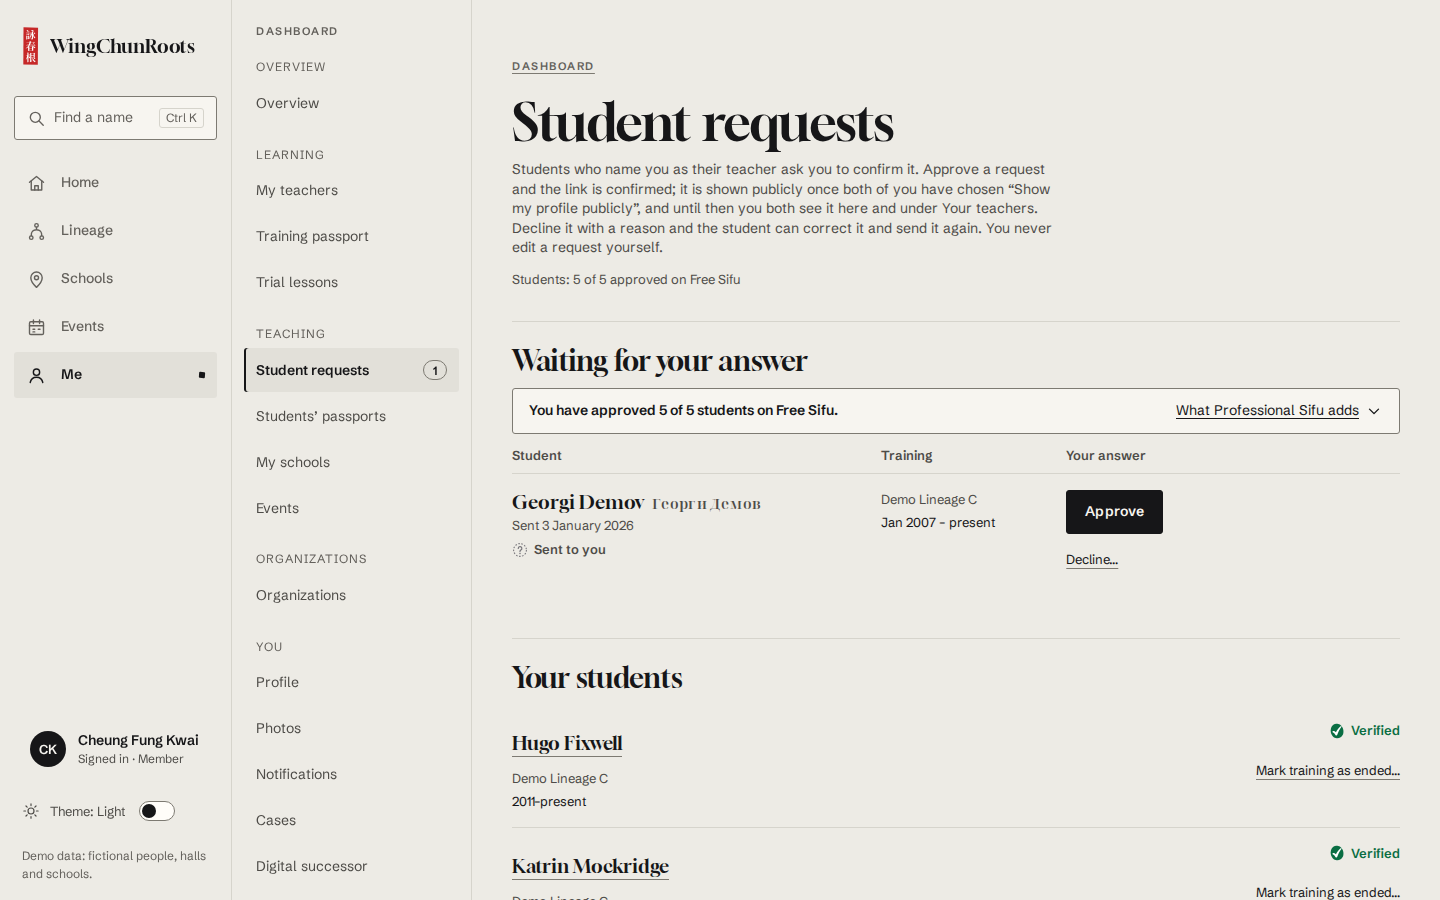 詠春根
WingChunRoots
Find a name
Ctrl K
Home
Lineage
Schools
Events
Me
CK
Cheung Fung Kwai
Signed in · Member
Theme: Light
Demo data: fictional people, halls
and schools.
DASHBOARD
OVERVIEW
Overview
LEARNING
My teachers
Training passport
Trial lessons
TEACHING
Student requests
1
Students’ passports
My schools
Events
ORGANIZATIONS
Organizations
YOU
Profile
Photos
Notifications
Cases
Digital successor
DASHBOARD
Student requests
Students who name you as their teacher ask you to confirm it. Approve a request
and the link is confirmed; it is shown publicly once both of you have chosen “Show
my profile publicly”, and until then you both see it here and under Your teachers.
Decline it with a reason and the student can correct it and send it again. You never
edit a request yourself.
Students: 5 of 5 approved on Free Sifu
Waiting for your answer
You have approved 5 of 5 students on Free Sifu.
What Professional Sifu adds
Student
Training
Your answer
Georgi Demov Георги Демов
Sent 3 January 2026
Sent to you
Demo Lineage C
Jan 2007 – present
Approve
Decline…
Your students
Hugo Fixwell
Demo Lineage C
2011–present
Verified
Mark training as ended…
Katrin Mockridge
Demo Lineage C
Verified
Mark training as ended…